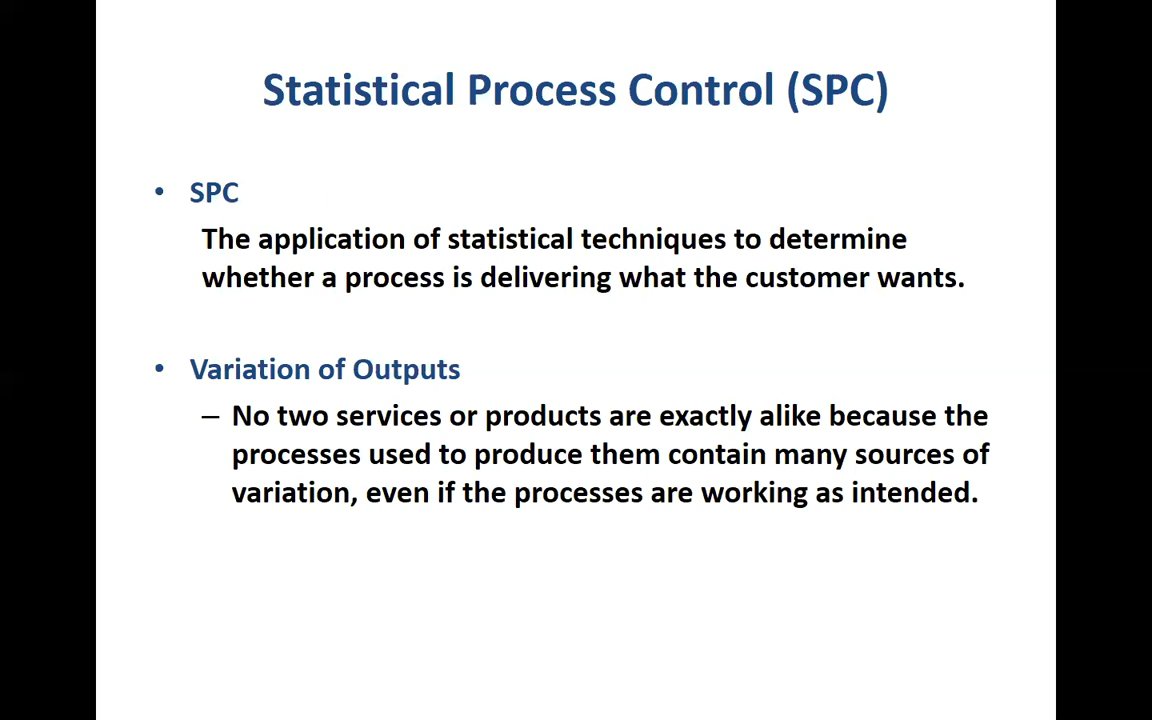 Statistical Process Control (SPC)
• SPC
The application of statistical techniques to determine
whether a process is delivering what the customer wants.
• Variation of Outputs
– No two services or products are exactly alike because the
processes used to produce them contain many sources of
variation, even if the processes are working as intended.